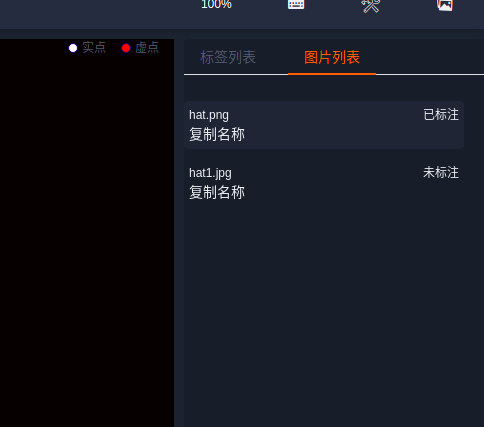 100%
实点 虚点
标签列表 图片列表
hat.png 已标注
复制名称
hat1.jpg 未标注
复制名称